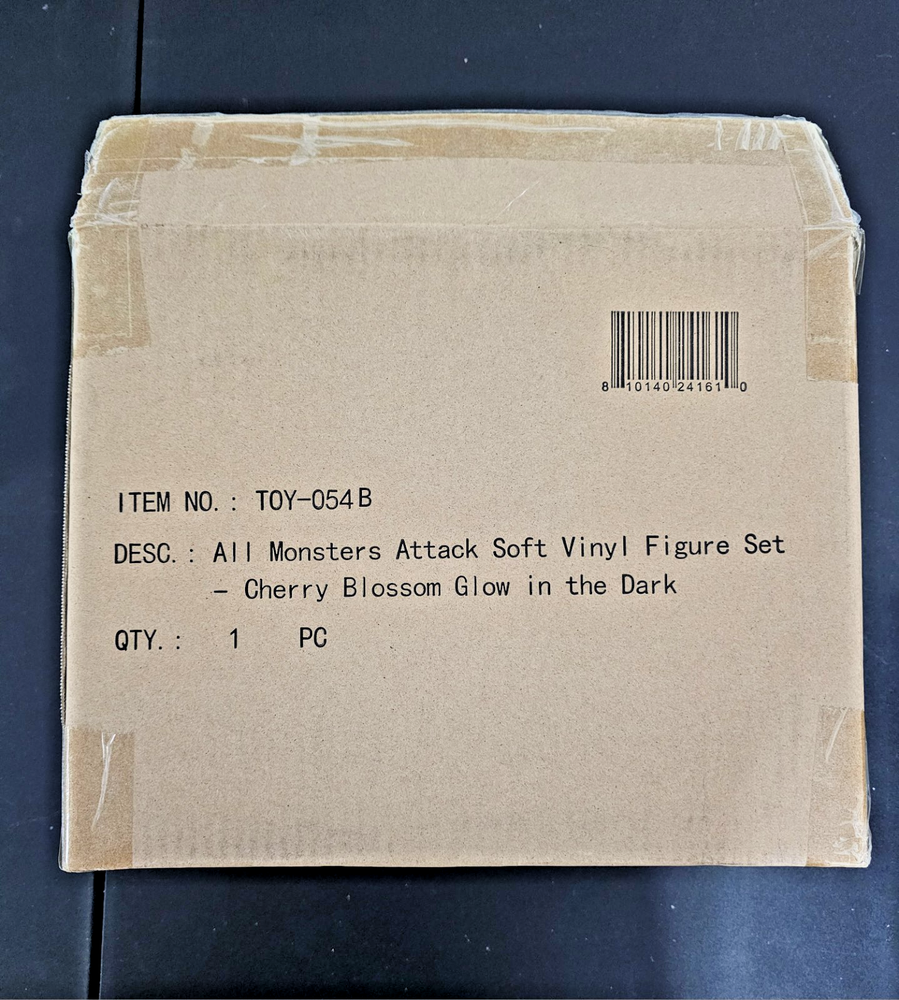 8 10140 24161 0
ITEM NO.: TOY-054B
DESC.: All Monsters Attack Soft Vinyl Figure Set
- Cherry Blossom Glow in the Dark
QTY.: 1 PC